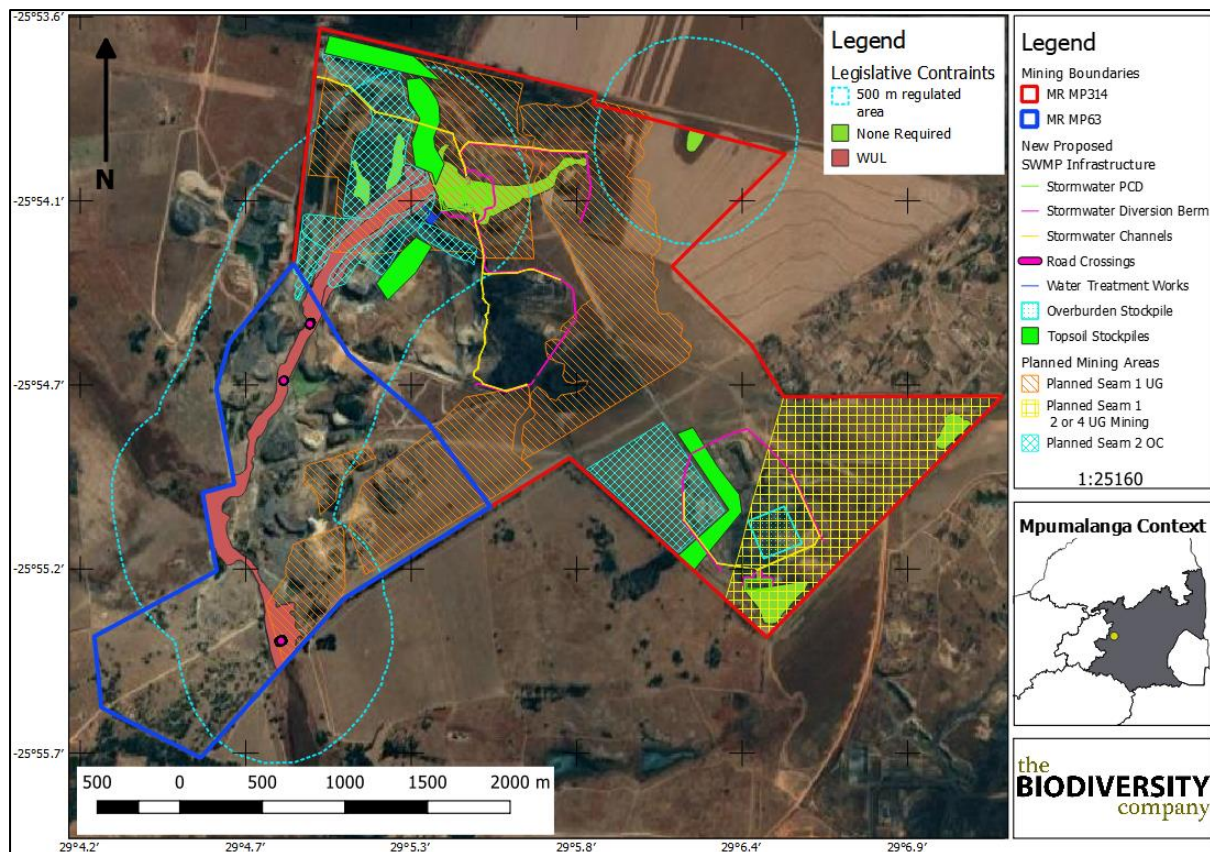 -25°53.6′
-25°54.1′
-25°54.7′
-25°55.2′
-25°55.7′
N
Legend
Legislative Contraints
500 m regulated
area
None Required
WUL
500 0 500 1000 1500 2000 m
29°4.2′ 29°4.7′ 29°5.3′ 29°5.8′ 29°6.4′ 29°6.9′
Legend
Mining Boundaries
MR MP314
MR MP63
New Proposed
SWMP Infrastructure
Stormwater PCD
Stormwater Diversion Berm
Stormwater Channels
Road Crossings
Water Treatment Works
Overburden Stockpile
Topsoil Stockpiles
Planned Mining Areas
Planned Seam 1 UG
Planned Seam 1
2 or 4 UG Mining
Planned Seam 2 OC
1:25160
Mpumalanga Context
the
BIODIVERSITY
company